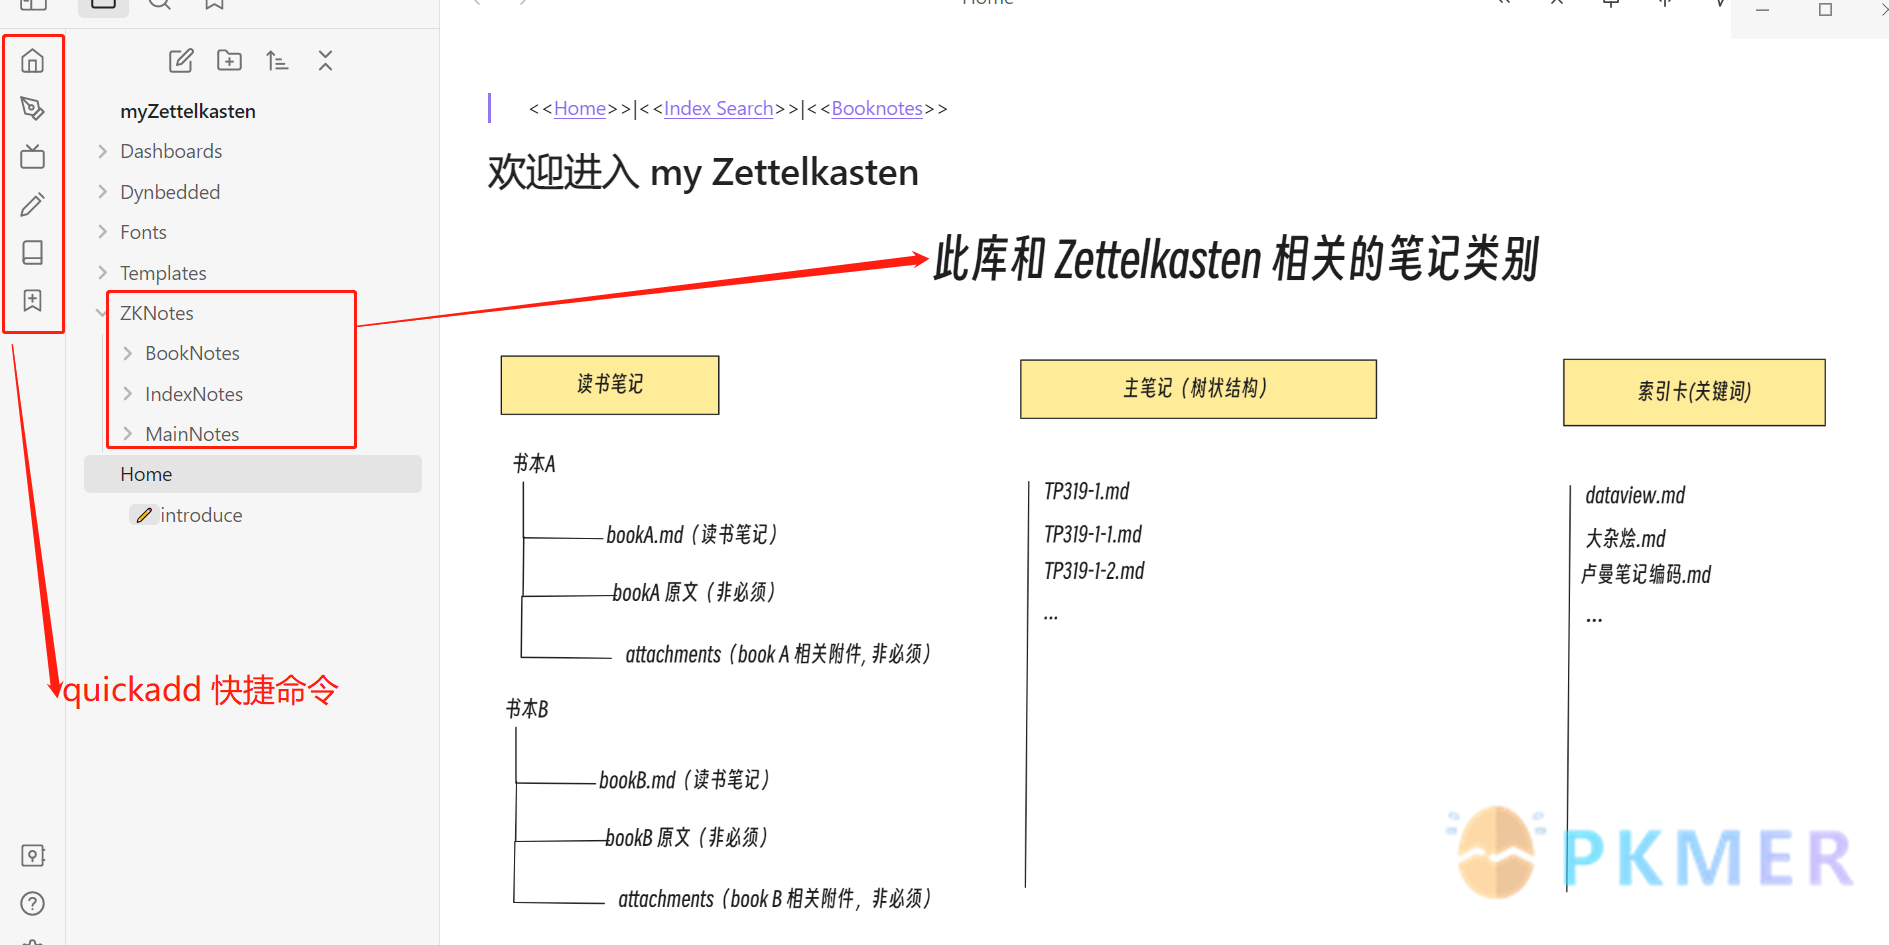 Home
<<Home>>|<<Index Search>>|<<Booknotes>>
欢迎进入 my Zettelkasten
myZettelkasten
Dashboards
Dynbedded
Fonts
Templates
ZKNotes
BookNotes
IndexNotes
MainNotes
Home
introduce
quickadd 快捷命令
此库和 Zettelkasten 相关的笔记类别
读书笔记
书本A
bookA.md（读书笔记）
bookA 原文（非必须）
attachments（book A 相关附件, 非必须）
书本B
bookB.md（读书笔记）
bookB 原文（非必须）
attachments（book B 相关附件，非必须）
主笔记（树状结构）
TP319-1.md
TP319-1-1.md
TP319-1-2.md
...
索引卡(关键词)
dataview.md
大杂烩.md
卢曼笔记编码.md
...
PKMER